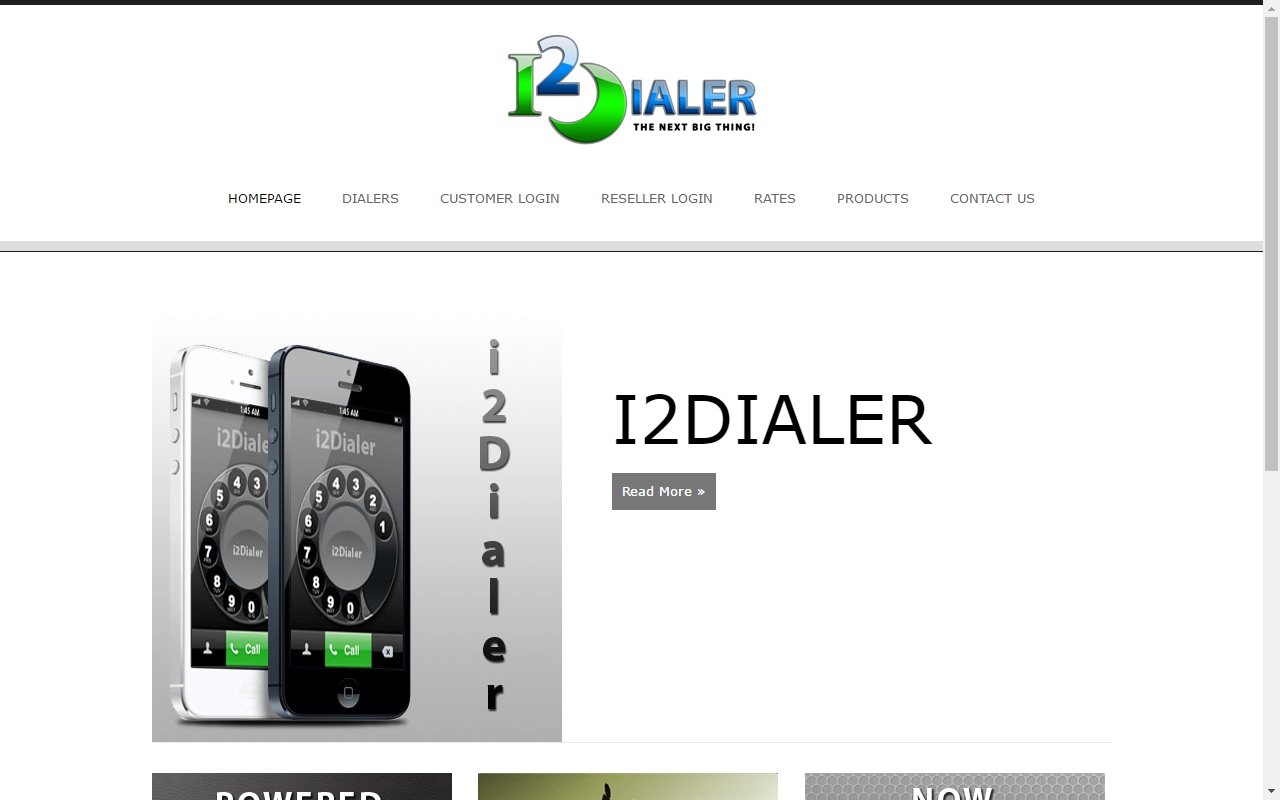 I2DIALER
THE NEXT BIG THING!
HOMEPAGE DIALERS CUSTOMER LOGIN RESELLER LOGIN RATES PRODUCTS CONTACT US
i2Dialer
1:45 AM
i2Dialer
5 4 3
6
7
8
9 0
i2Dialer
Call
1:45 AM
i2Dialer
5 4 3 2 1
6
7
8
9 0
i2Dialer
Call
I2DIALER
Read More »
POWERED
NOW